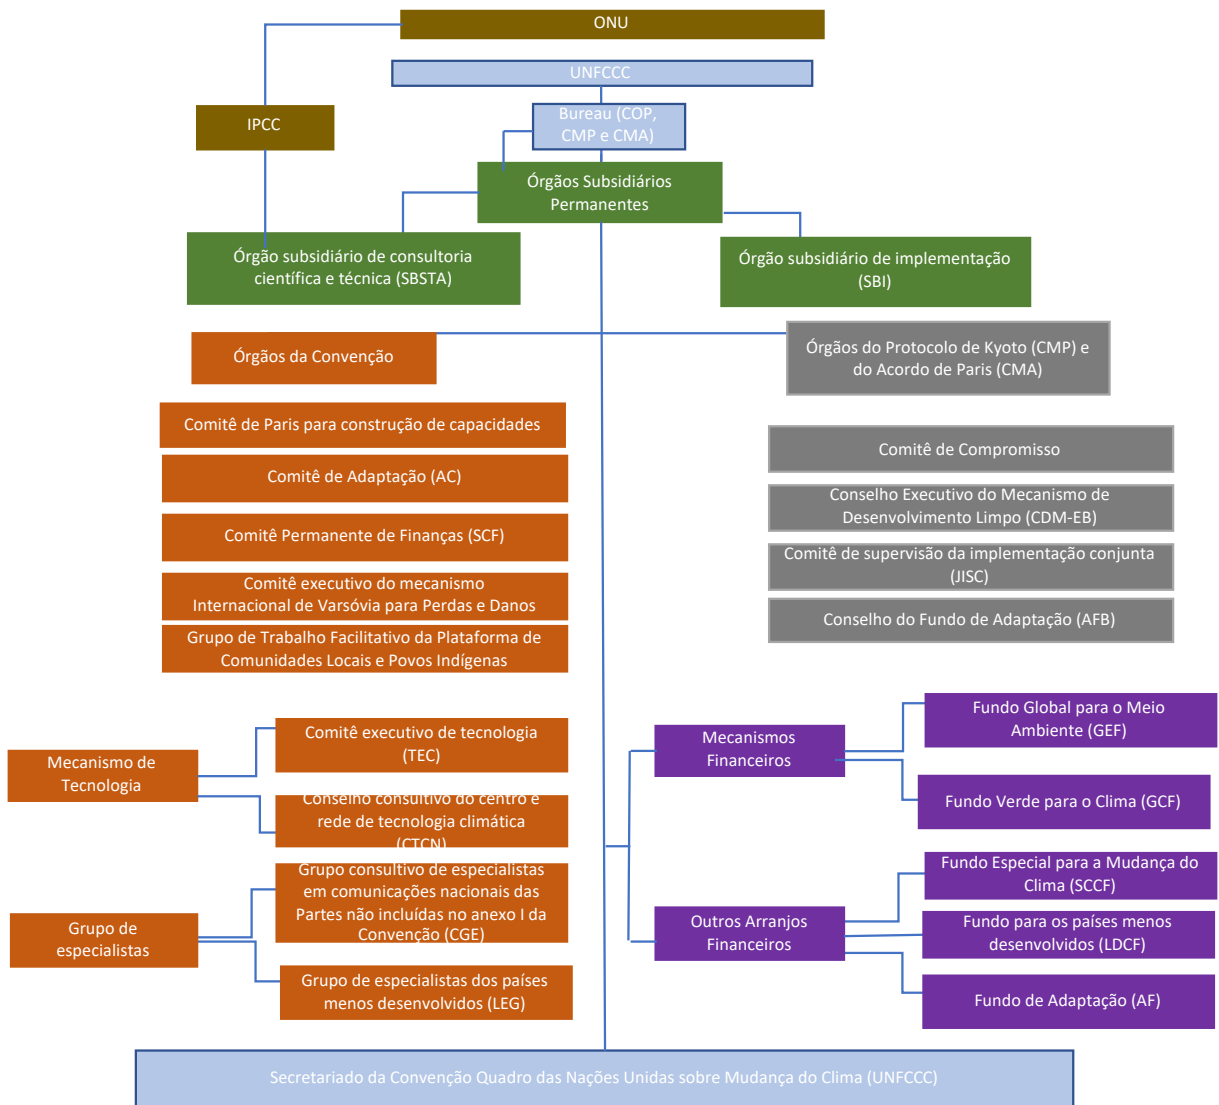 ONU
UNFCCC
Bureau (COP,
CMP e CMA)
IPCC
Órgãos Subsidiários
Permanentes
Órgão subsidiário de consultoria
científica e técnica (SBSTA)
Órgão subsidiário de implementação
(SBI)
Órgãos da Convenção
Órgãos do Protocolo de Kyoto (CMP) e
do Acordo de Paris (CMA)
Comitê de Paris para construção de capacidades
Comitê de Adaptação (AC)
Comitê Permanente de Finanças (SCF)
Comitê executivo do mecanismo
Internacional de Varsóvia para Perdas e Danos
Grupo de Trabalho Facilitativo da Plataforma de
Comunidades Locais e Povos Indígenas
Comitê de Compromisso
Conselho Executivo do Mecanismo de
Desenvolvimento Limpo (CDM-EB)
Comitê de supervisão da implementação conjunta
(JISC)
Conselho do Fundo de Adaptação (AFB)
Mecanismo de
Tecnologia
Comitê executivo de tecnologia
(TEC)
Conselho consultivo do centro e
rede de tecnologia climática
(CTCN)
Grupo de
especialistas
Grupo consultivo de especialistas
em comunicações nacionais das
Partes não incluídas no anexo I da
Convenção (CGE)
Grupo de especialistas dos países
menos desenvolvidos (LEG)
Mecanismos
Financeiros
Fundo Global para o Meio
Ambiente (GEF)
Fundo Verde para o Clima (GCF)
Outros Arranjos
Financeiros
Fundo Especial para a Mudança do
Clima (SCCF)
Fundo para os países menos
desenvolvidos (LDCF)
Fundo de Adaptação (AF)
Secretariado da Convenção Quadro das Nações Unidas sobre Mudança do Clima (UNFCCC)